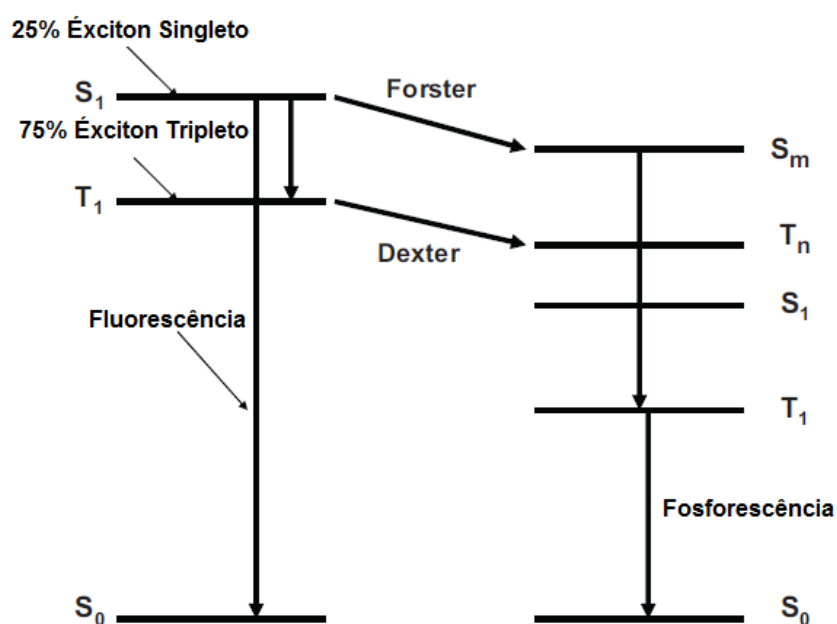 25% Éxciton Singleto
S₁
Forster
75% Éxciton Tripleto
Sₘ
T₁
Dexter
Tₙ
S₁
Fluorescência
T₁
Fosforescência
S₀
S₀